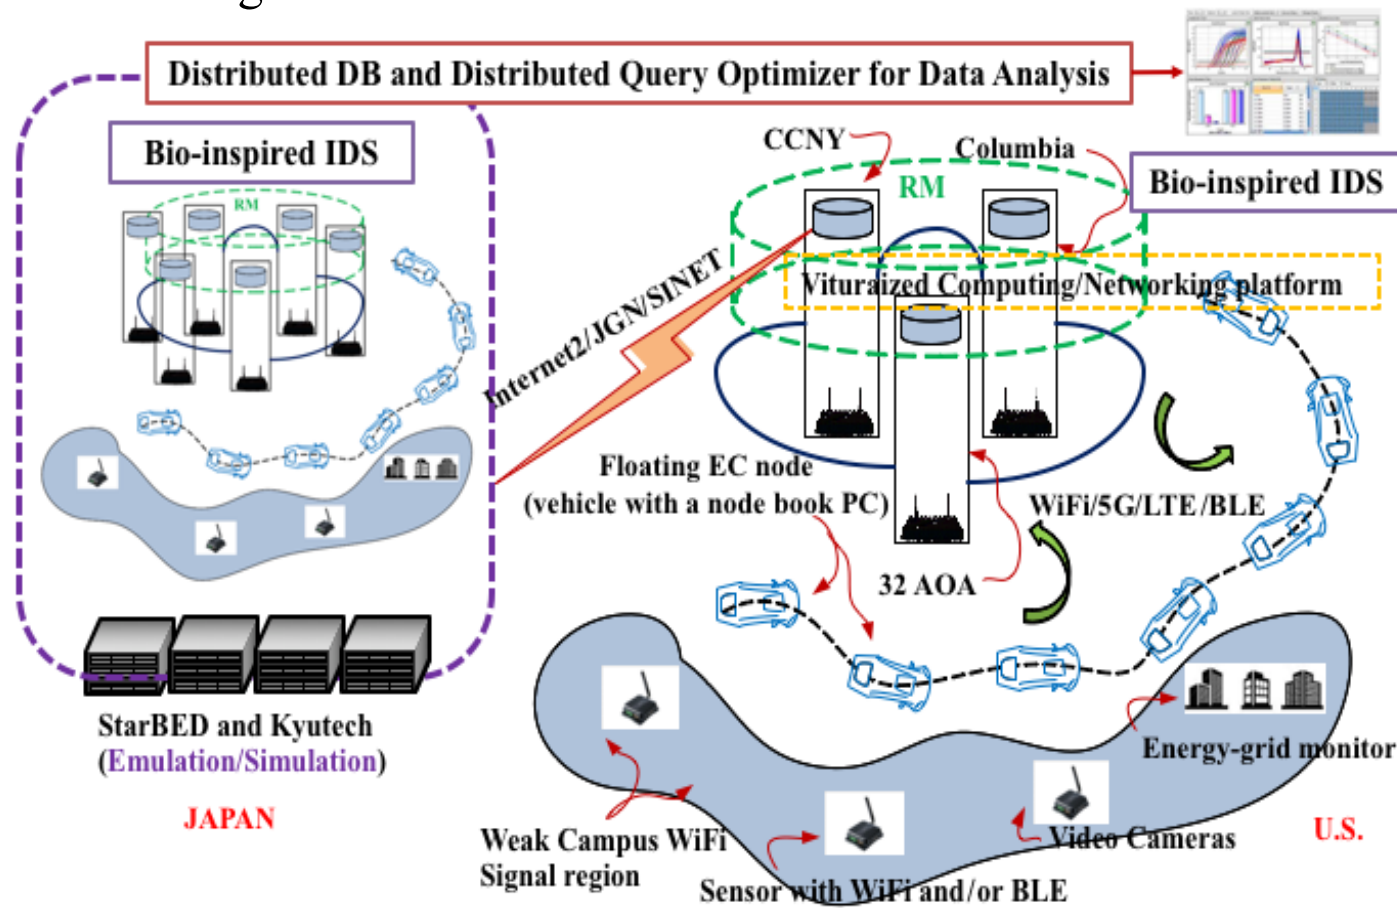 Distributed DB and Distributed Query Optimizer for Data Analysis
Bio-inspired IDS
RM
CCNY
Columbia
RM
Bio-inspired IDS
Vituraized Computing/Networking platform
Internet2/JGN/SINET
Floating EC node
(vehicle with a node book PC)
WiFi/5G/LTE/BLE
32 AOA
StarBED and Kyutech
(Emulation/Simulation)
JAPAN
Energy-grid monitor
Weak Campus WiFi
Signal region
Video Cameras
U.S.
Sensor with WiFi and/or BLE